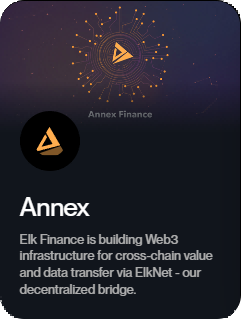 Annex Finance
Annex
Elk Finance is building Web3
infrastructure for cross-chain value
and data transfer via ElkNet - our
decentralized bridge.